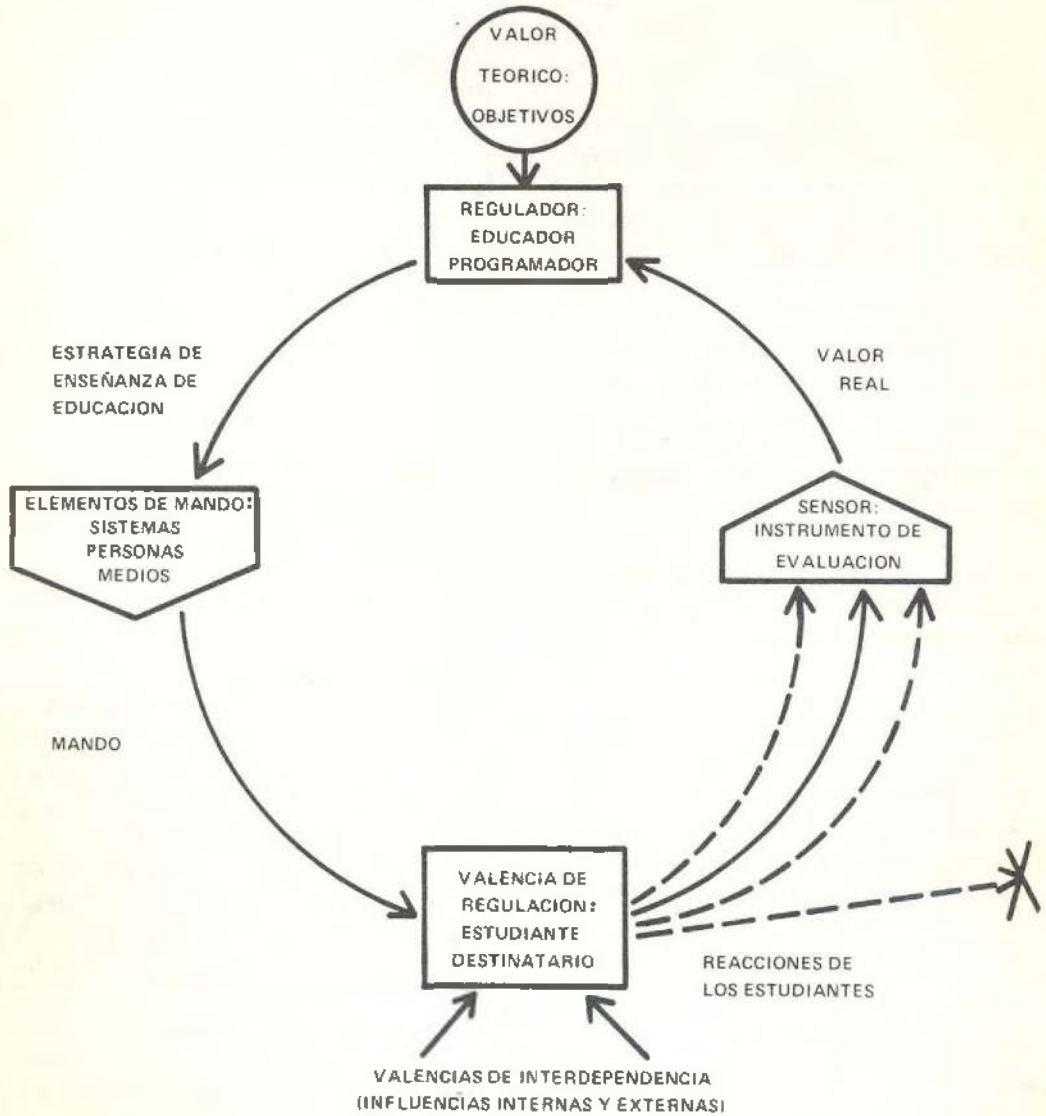 VALOR
TEORICO:
OBJETIVOS
REGULADOR:
EDUCADOR
PROGRAMADOR
ESTRATEGIA DE
ENSEÑANZA DE
EDUCACION
VALOR
REAL
ELEMENTOS DE MANDO:
SISTEMAS
PERSONAS
MEDIOS
SENSOR:
INSTRUMENTO DE
EVALUACION
MANDO
VALENCIA DE
REGULACION:
ESTUDIANTE
DESTINATARIO
REACCIONES DE
LOS ESTUDIANTES
VALENCIAS DE INTERDEPENDENCIA
(INFLUENCIAS INTERNAS Y EXTERNAS)